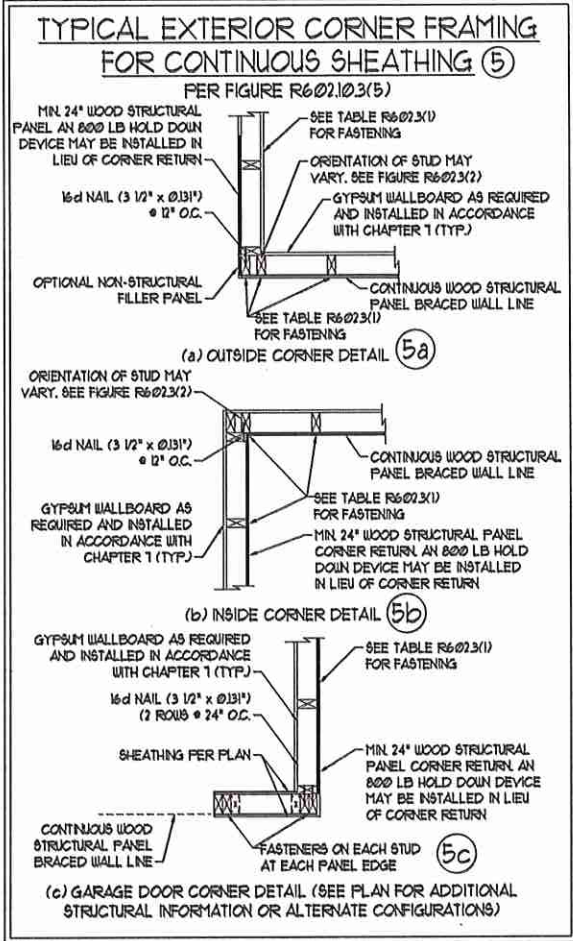 TYPICAL EXTERIOR CORNER FRAMING
FOR CONTINUOUS SHEATHING 5
PER FIGURE R602.10.3(5)
MIN. 24" WOOD STRUCTURAL
PANEL AN 800 LB HOLD DOWN
DEVICE MAY BE INSTALLED IN
LIEU OF CORNER RETURN
16d NAIL (3 1/2" x 0.131")
@ 12" O.C.
OPTIONAL NON-STRUCTURAL
FILLER PANEL
SEE TABLE R602.3(1)
FOR FASTENING
ORIENTATION OF STUD MAY
VARY. SEE FIGURE R602.3(2)
GYPSUM WALLBOARD AS REQUIRED
AND INSTALLED IN ACCORDANCE
WITH CHAPTER 7 (TYP.)
CONTINUOUS WOOD STRUCTURAL
PANEL BRACED WALL LINE
SEE TABLE R602.3(1)
FOR FASTENING
(a) OUTSIDE CORNER DETAIL 5a
ORIENTATION OF STUD MAY
VARY. SEE FIGURE R602.3(2)
16d NAIL (3 1/2" x 0.131")
@ 12" O.C.
GYPSUM WALLBOARD AS
REQUIRED AND INSTALLED
IN ACCORDANCE WITH
CHAPTER 7 (TYP.)
CONTINUOUS WOOD STRUCTURAL
PANEL BRACED WALL LINE
SEE TABLE R602.3(1)
FOR FASTENING
MIN. 24" WOOD STRUCTURAL PANEL
CORNER RETURN. AN 800 LB HOLD
DOWN DEVICE MAY BE INSTALLED
IN LIEU OF CORNER RETURN
(b) INSIDE CORNER DETAIL 5b
GYPSUM WALLBOARD AS REQUIRED
AND INSTALLED IN ACCORDANCE
WITH CHAPTER 7 (TYP.)
16d NAIL (3 1/2" x 0.131")
(2 ROWS @ 24" O.C.
SHEATHING PER PLAN
CONTINUOUS WOOD
STRUCTURAL PANEL
BRACED WALL LINE
SEE TABLE R602.3(1)
FOR FASTENING
MIN. 24" WOOD STRUCTURAL
PANEL CORNER RETURN. AN
800 LB HOLD DOWN DEVICE
MAY BE INSTALLED IN LIEU
OF CORNER RETURN
FASTENERS ON EACH STUD
AT EACH PANEL EDGE
5c
(c) GARAGE DOOR CORNER DETAIL (SEE PLAN FOR ADDITIONAL
STRUCTURAL INFORMATION OR ALTERNATE CONFIGURATIONS)